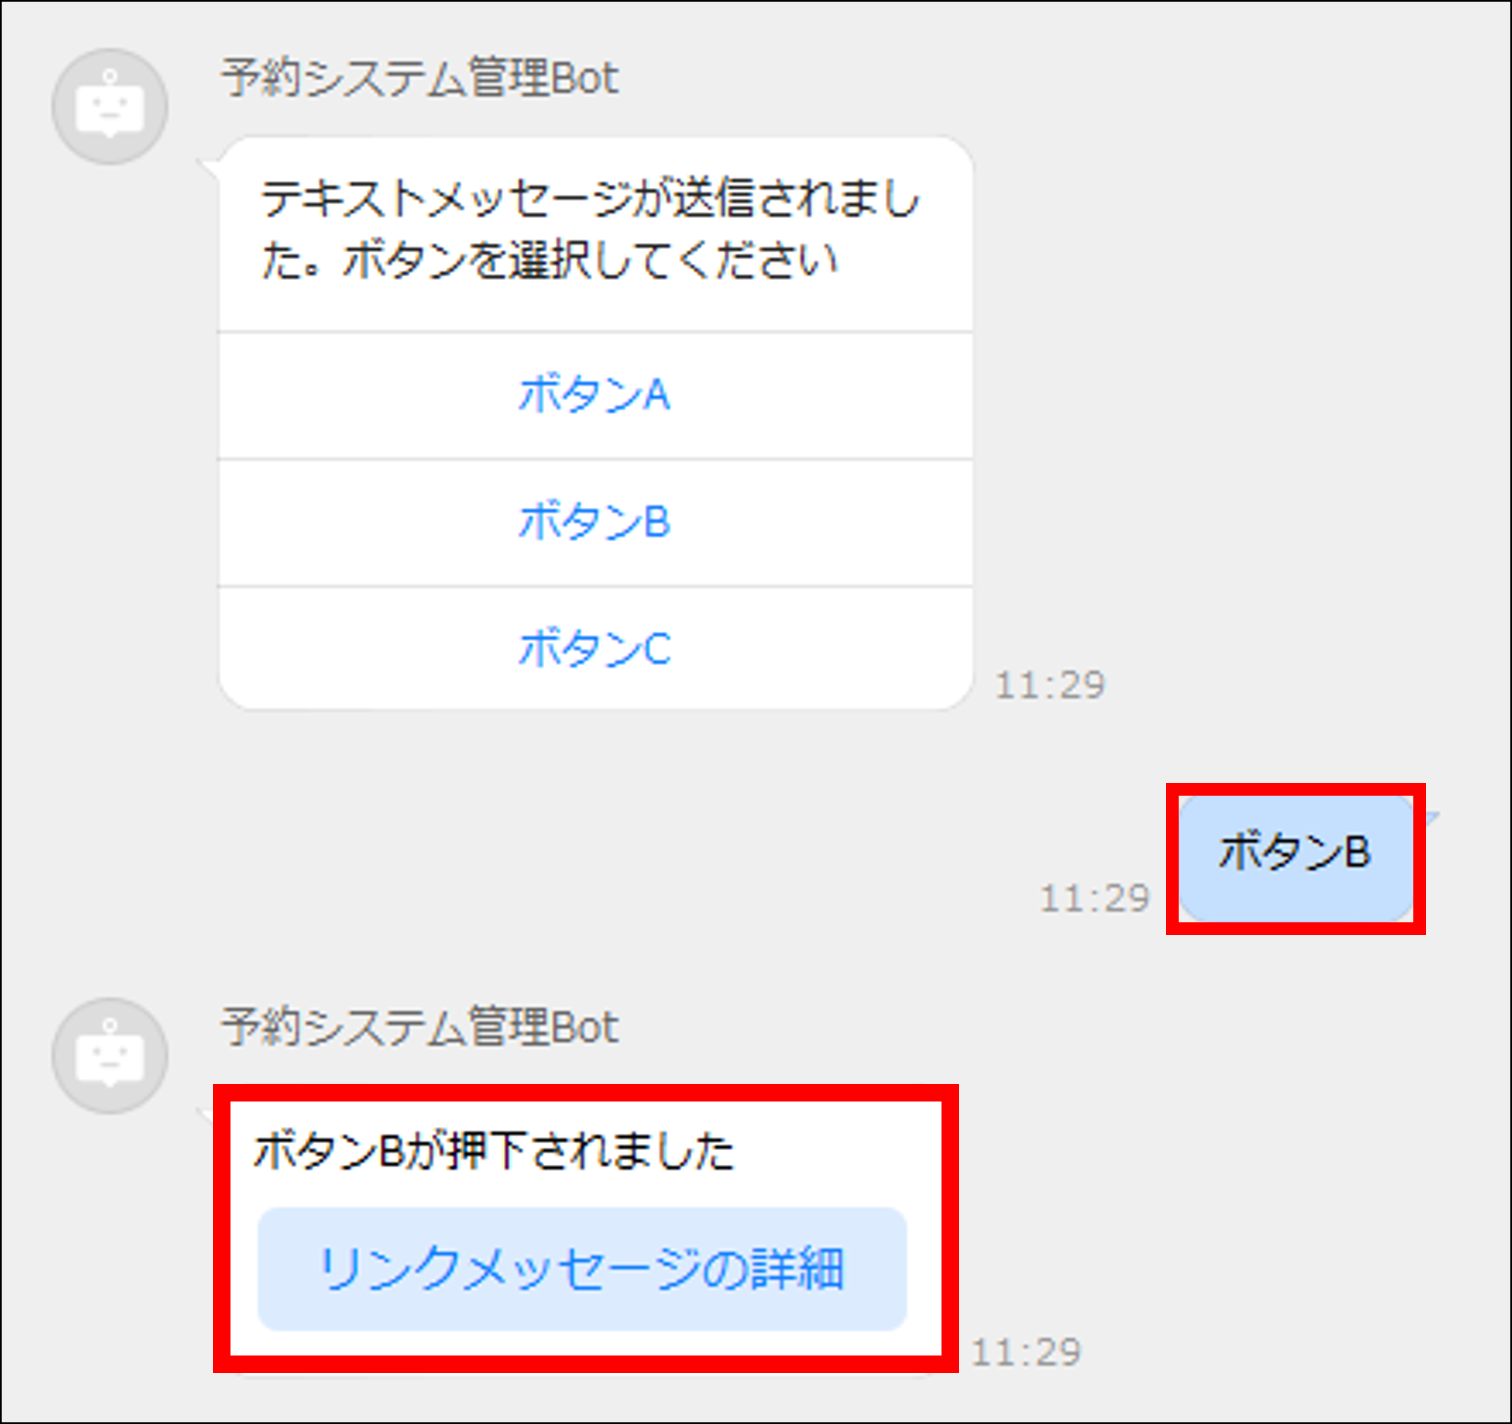 予約システム管理Bot
テキストメッセージが送信されまし
た。ボタンを選択してください
ボタンA
ボタンB
ボタンC
11:29
ボタンB
11:29
予約システム管理Bot
ボタンBが押下されました
リンクメッセージの詳細
11:29